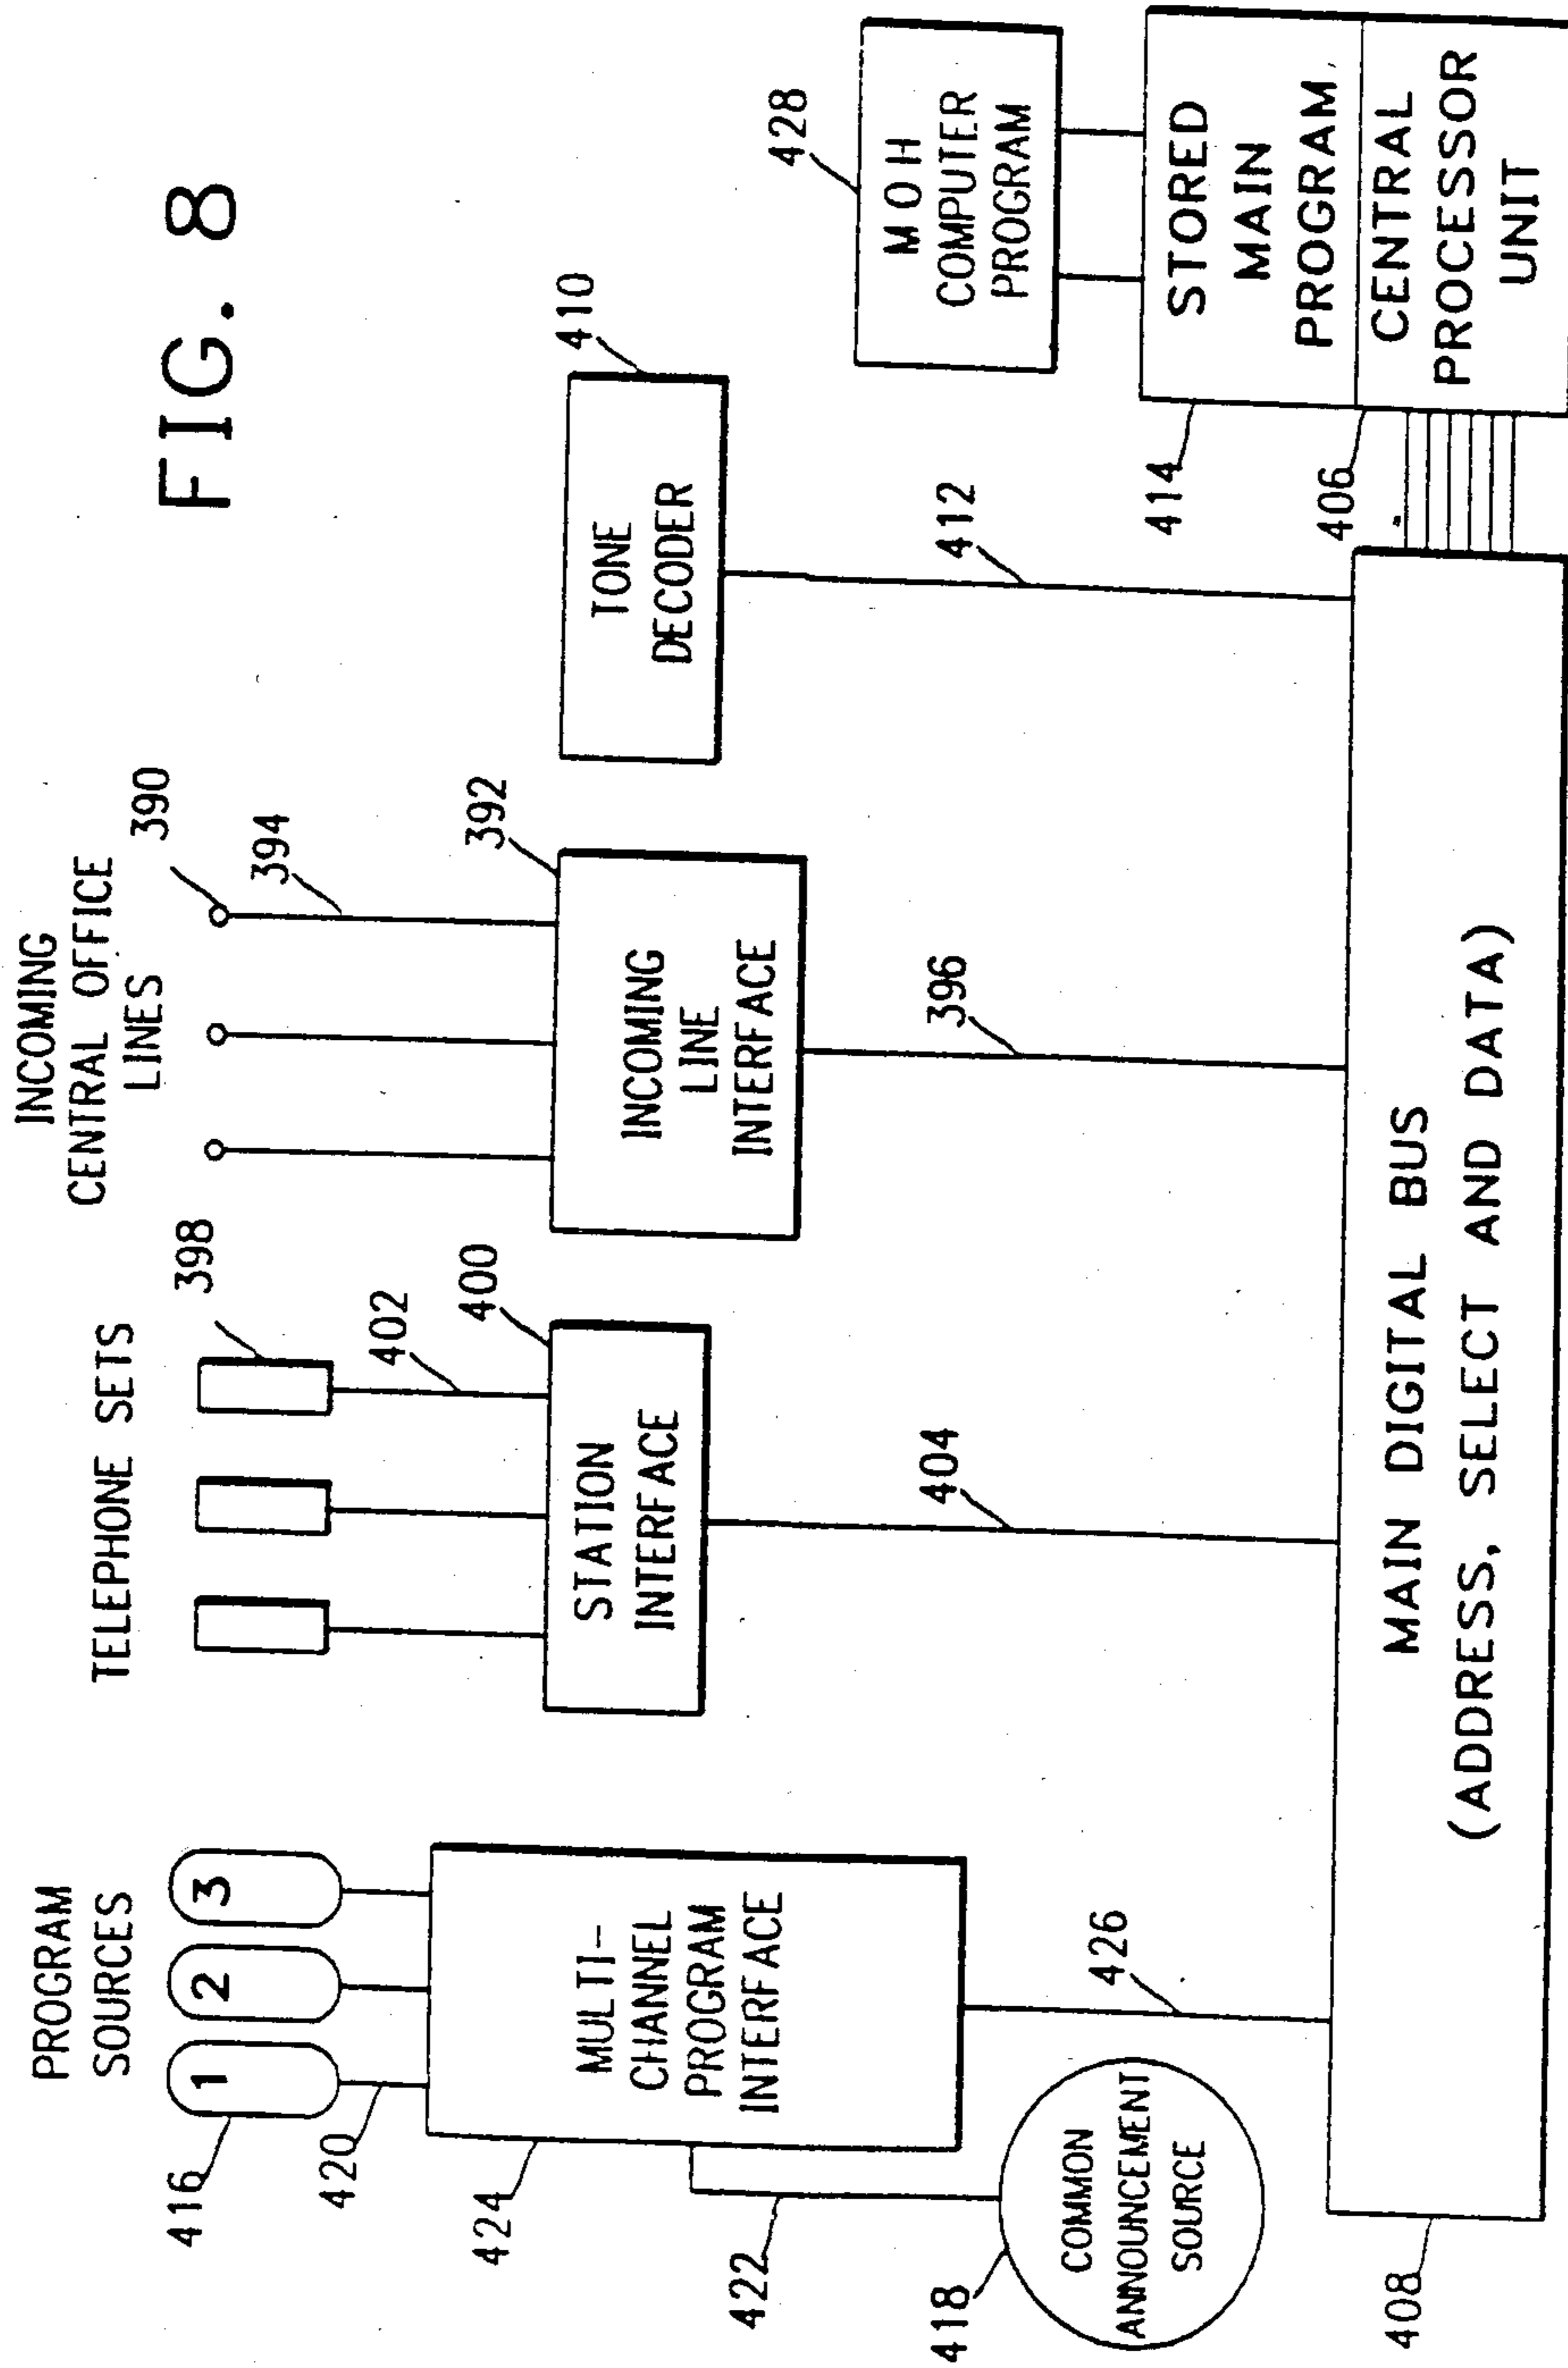 FIG. 8
PROGRAM
SOURCES
1
2
3
416
420
424
MULTI-
CHANNEL
PROGRAM
INTERFACE
422
418
COMMON
ANNOUNCEMENT
SOURCE
426
TELEPHONE SETS
398
402
400
STATION
INTERFACE
404
INCOMING
CENTRAL OFFICE
LINES
390
394
392
INCOMING
LINE
INTERFACE
396
410
TONE
DECODER
412
428
MOH
COMPUTER
PROGRAM
414
STORED
MAIN
PROGRAM
406
CENTRAL
PROCESSOR
UNIT
408
MAIN DIGITAL BUS
(ADDRESS, SELECT AND DATA)